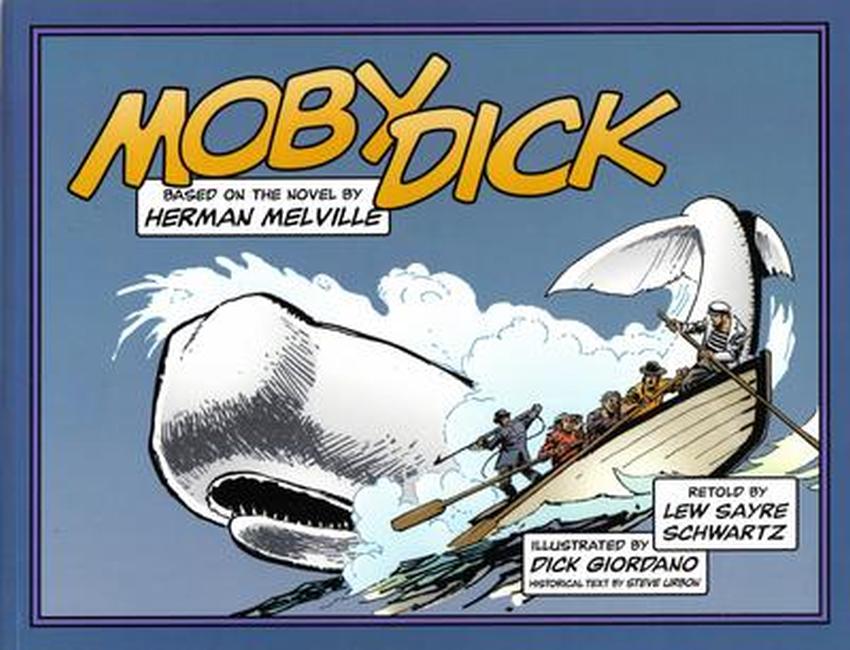 MOBY DICK
BASED ON THE NOVEL BY
HERMAN MELVILLE
RETOLD BY
LEW SAYRE
SCHWARTZ
ILLUSTRATED BY
DICK GIORDANO
HISTORICAL TEXT BY STEVE URBON